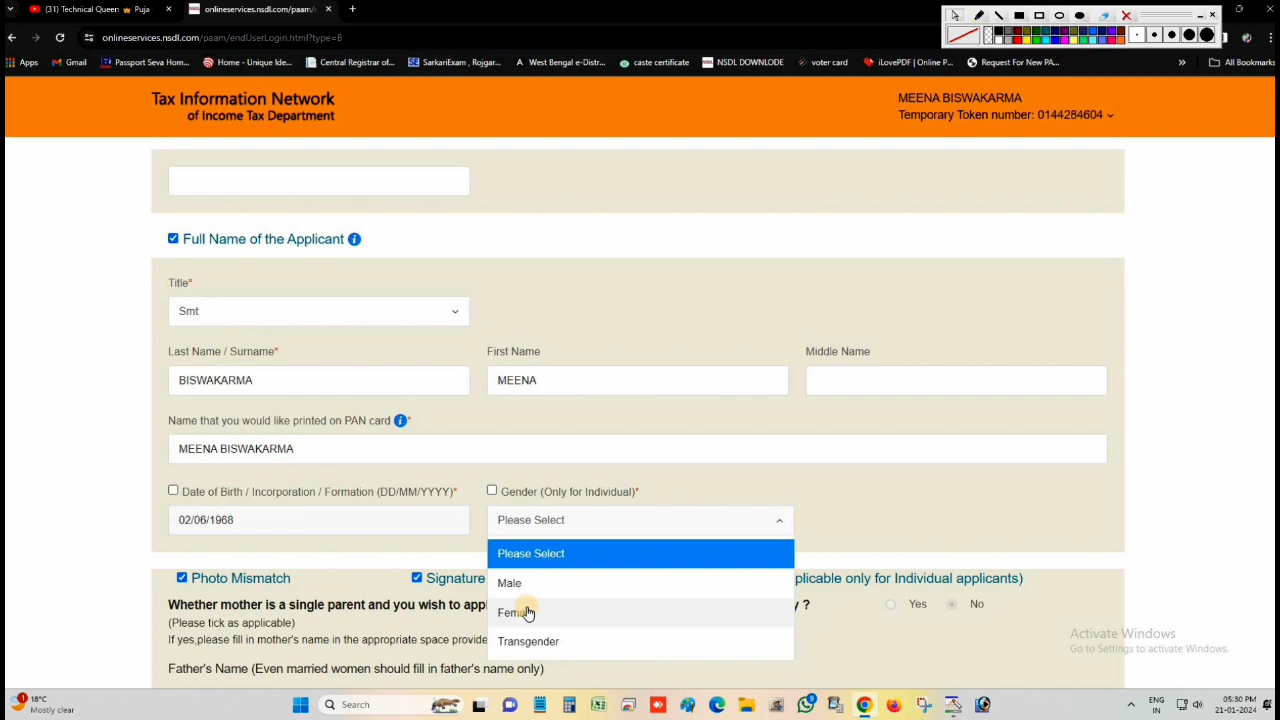 (31) Technical Queen Puja
onlineservices.nsdl.com/paam/
onlineservices.nsdl.com/paam/endUserLogin.html?type
Apps Gmail Passport Seva Hom... Home - Unique Ide... Central Registrar of... SarkariExam , Rojgar... West Bengal e-Distr... caste certificate NSDL DOWNLODE voter card iLovePDF | Online P... Request For New PA... » All Bookmarks
Tax Information Network
of Income Tax Department
MEENA BISWAKARMA
Temporary Token number: 0144284604
Full Name of the Applicant
Title*
Smt
Last Name / Surname* First Name Middle Name
BISWAKARMA MEENA
Name that you would like printed on PAN card *
MEENA BISWAKARMA
Date of Birth / Incorporation / Formation (DD/MM/YYYY)* Gender (Only for Individual)*
02/06/1968 Please Select
Please Select
Photo Mismatch Signature plicable only for Individual applicants)
Male
Whether mother is a single parent and you wish to appl y ? Yes No
(Please tick as applicable)
Transgender
If yes,please fill in mother's name in the appropriate space provide
Father's Name (Even married women should fill in father's name only)
Activate Windows
Go to Settings to activate Windows.
18°C
Mostly clear
1
Search
9
ENG
IN
05:30 PM
21-01-2024